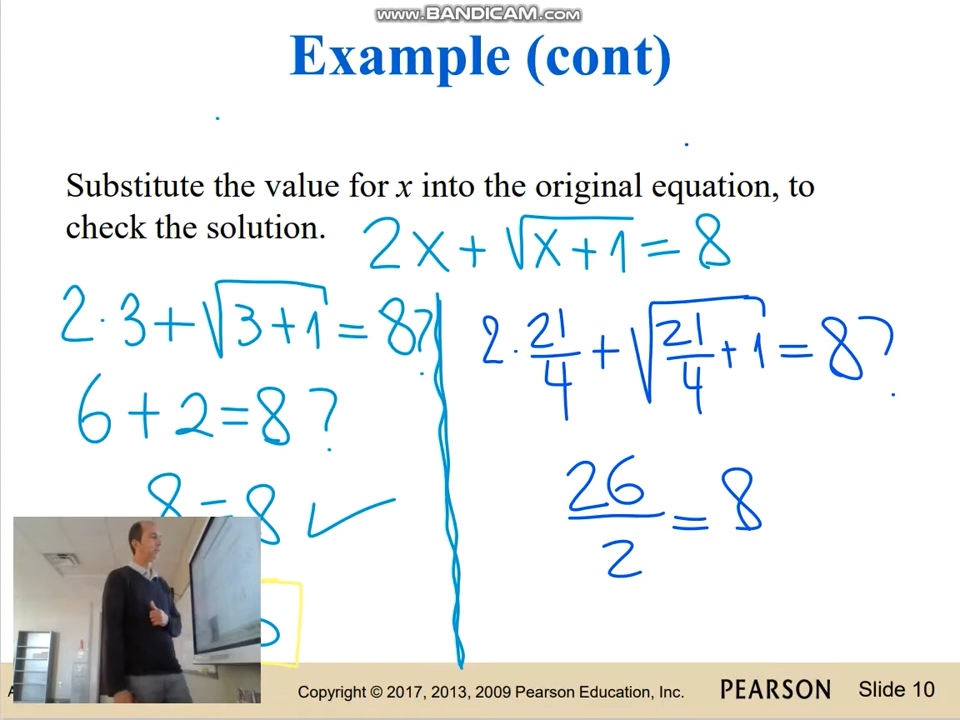 www.BANDICAM.com
Example (cont)
Substitute the value for x into the original equation, to
check the solution.
2x + √(x + 1) = 8
2 · 3 + √(3 + 1) = 8?
6 + 2 = 8?
8 = 8 ✓
2 · 21/4 + √(21/4 + 1) = 8?
26/2 = 8
Copyright © 2017, 2013, 2009 Pearson Education, Inc.
PEARSON
Slide 10